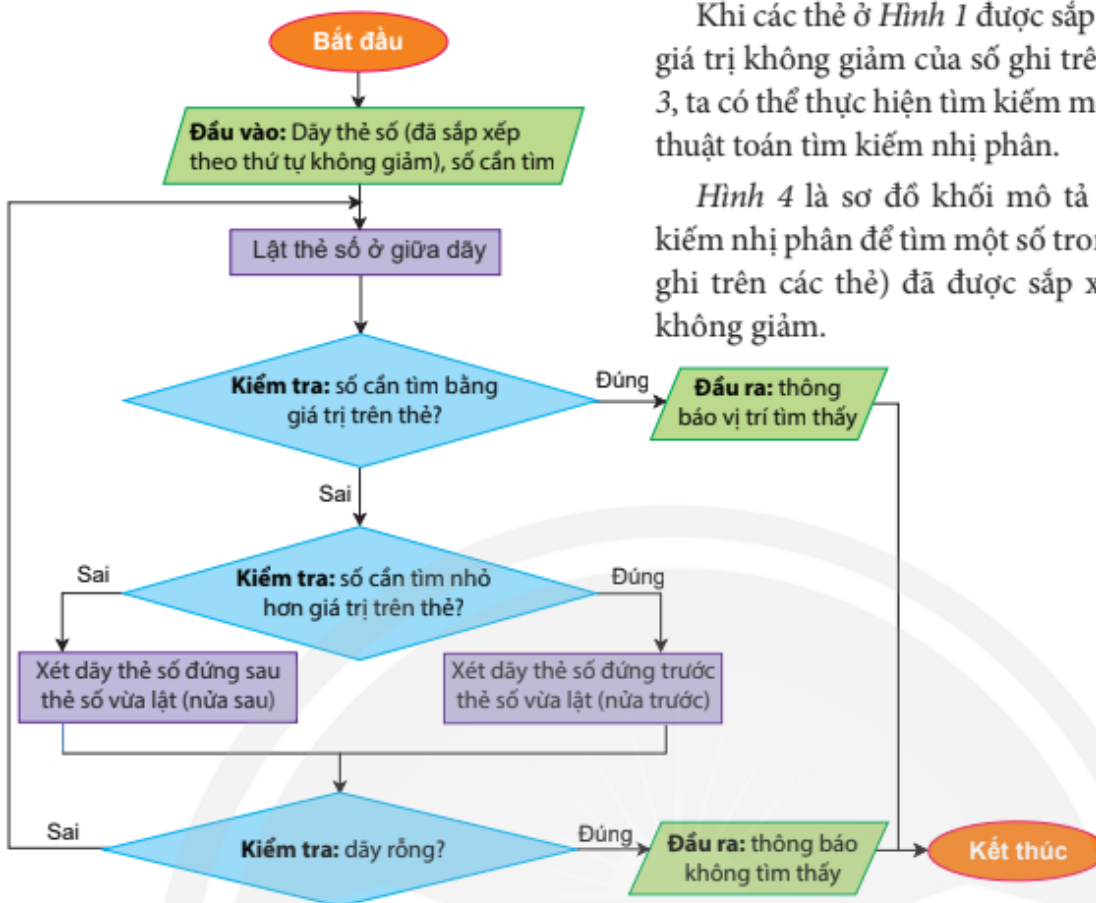 Bắt đầu
Đầu vào: Dãy thẻ số (đã sắp xếp
theo thứ tự không giảm), số cần tìm
Lật thẻ số ở giữa dãy
Kiểm tra: số cần tìm bằng
giá trị trên thẻ?
Đúng
Đầu ra: thông
báo vị trí tìm thấy
Sai
Kiểm tra: số cần tìm nhỏ
hơn giá trị trên thẻ?
Sai
Đúng
Xét dãy thẻ số đứng sau
thẻ số vừa lật (nửa sau)
Xét dãy thẻ số đứng trước
thẻ số vừa lật (nửa trước)
Kiểm tra: dãy rỗng?
Sai
Đúng
Đầu ra: thông báo
không tìm thấy
Kết thúc
Khi các thẻ ở Hình 1 được sắp
giá trị không giảm của số ghi trê
3, ta có thể thực hiện tìm kiếm m
thuật toán tìm kiếm nhị phân.
Hình 4 là sơ đồ khối mô tả
kiếm nhị phân để tìm một số tron
ghi trên các thẻ) đã được sắp x
không giảm.